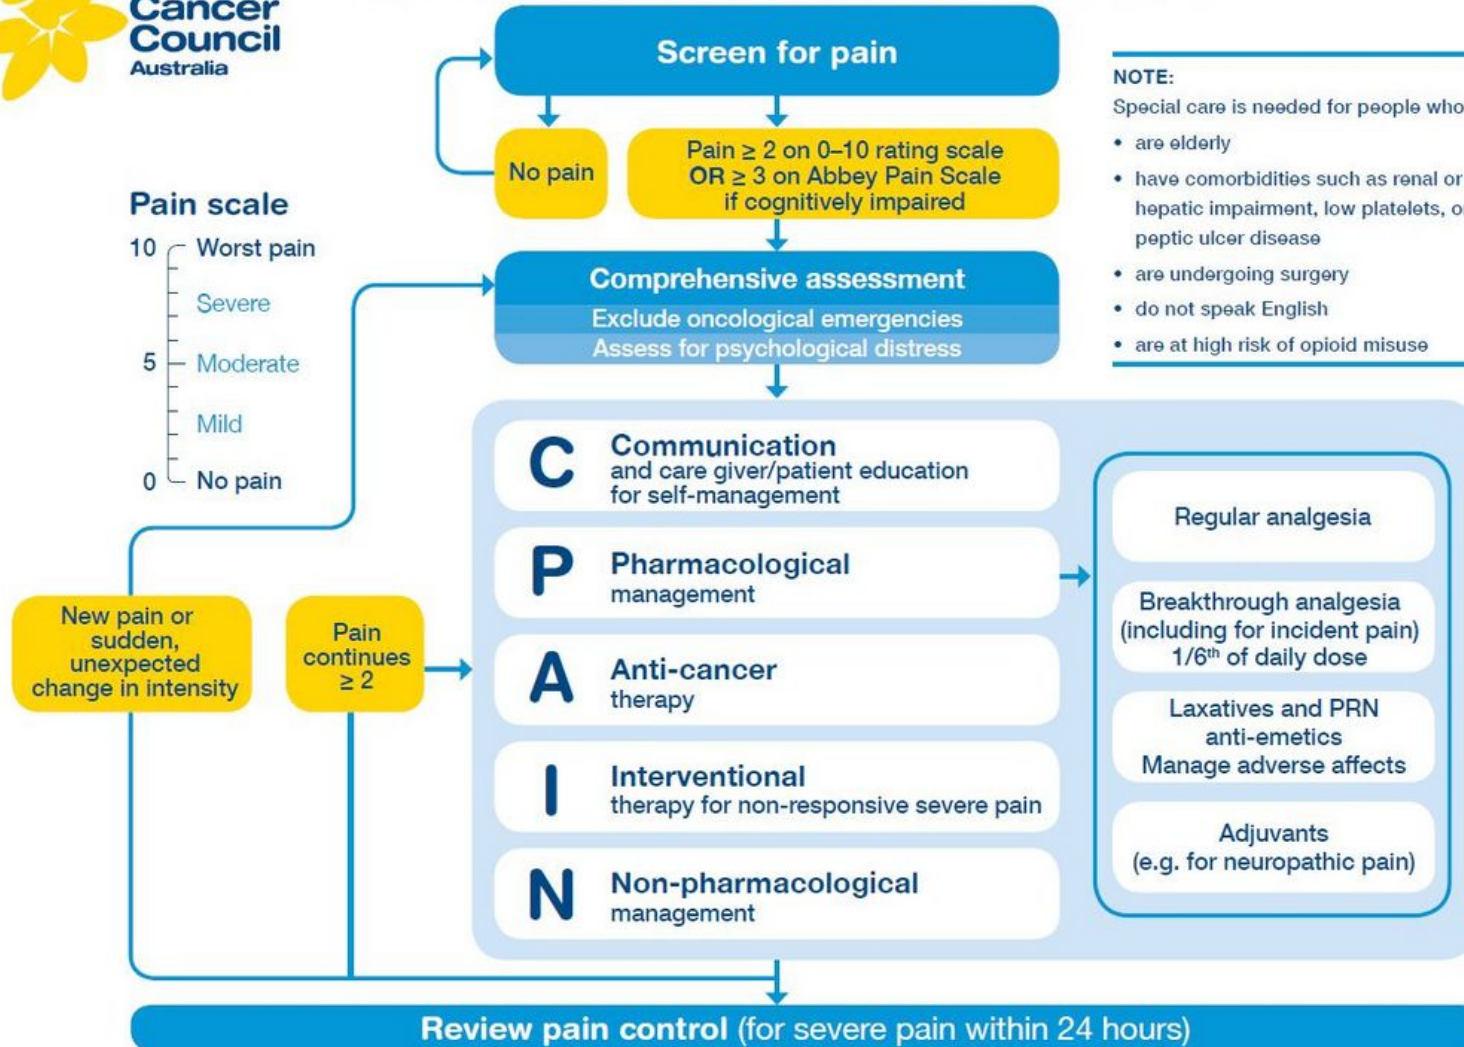 Cancer
Council
Australia
Screen for pain
No pain
Pain ≥ 2 on 0–10 rating scale
OR ≥ 3 on Abbey Pain Scale
if cognitively impaired
NOTE:
Special care is needed for people who
• are elderly
• have comorbidities such as renal or
hepatic impairment, low platelets, or
peptic ulcer disease
• are undergoing surgery
• do not speak English
• are at high risk of opioid misuse
Pain scale
10 Worst pain
Severe
5 Moderate
Mild
0 No pain
Comprehensive assessment
Exclude oncological emergencies
Assess for psychological distress
C Communication
and care giver/patient education
for self-management
P Pharmacological
management
A Anti-cancer
therapy
I Interventional
therapy for non-responsive severe pain
N Non-pharmacological
management
Regular analgesia
Breakthrough analgesia
(including for incident pain)
1/6th of daily dose
Laxatives and PRN
anti-emetics
Manage adverse affects
Adjuvants
(e.g. for neuropathic pain)
New pain or
sudden,
unexpected
change in intensity
Pain
continues
≥ 2
Review pain control (for severe pain within 24 hours)